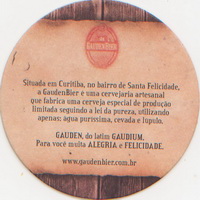 GAUDENBIER
Situada em Curitiba, no bairro de Santa Felicidade,
a GaudenBier é uma cervejaria artesanal
que fabrica uma cerveja especial de produção
limitada seguindo a lei da pureza, utilizando
apenas; água puríssima, cevada e lúpulo.
GAUDEN, do latim GAUDIUM.
Para você muita ALEGRIA e FELICIDADE.
www.gaudenbier.com.br